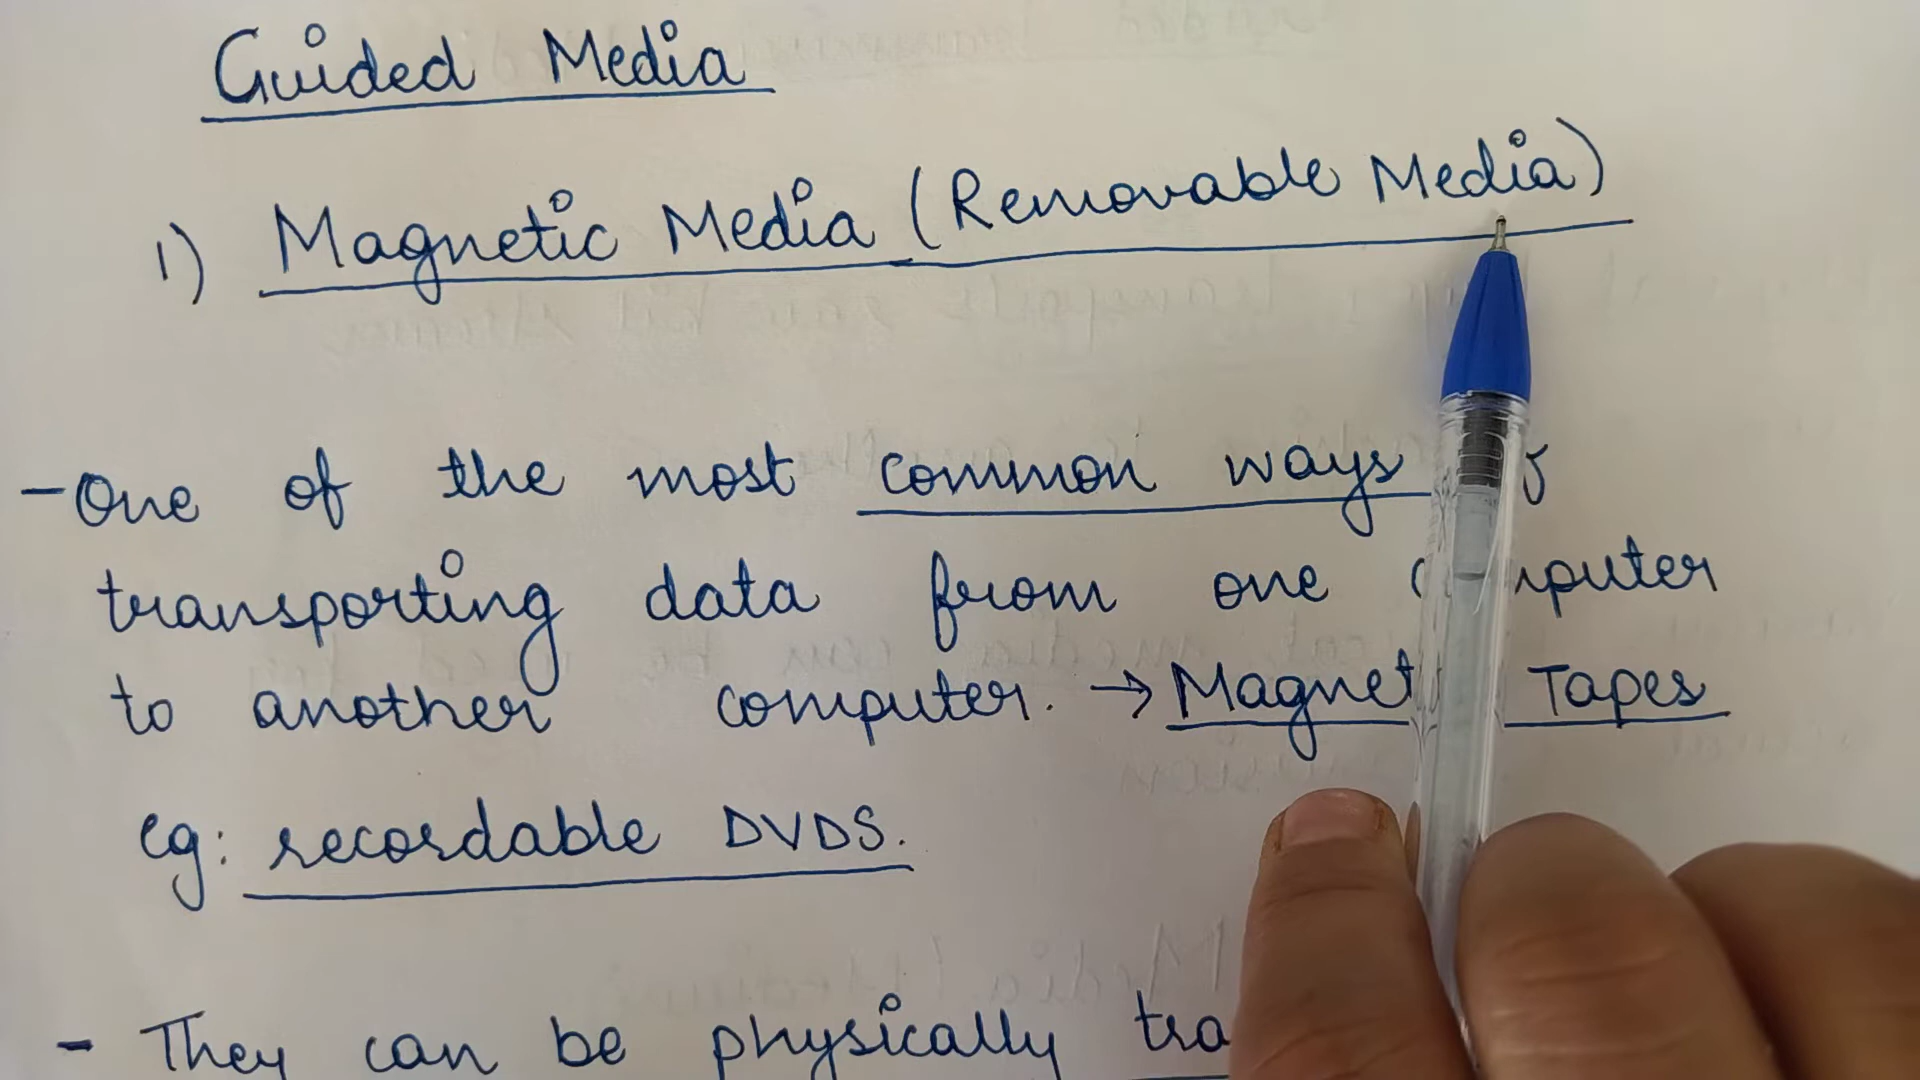 Guided Media
1) Magnetic Media (Removable Media)
- One of the most common ways
transporting data from one
to another computer. → Tapes
eg: recordable DVDS.
- They can be physically